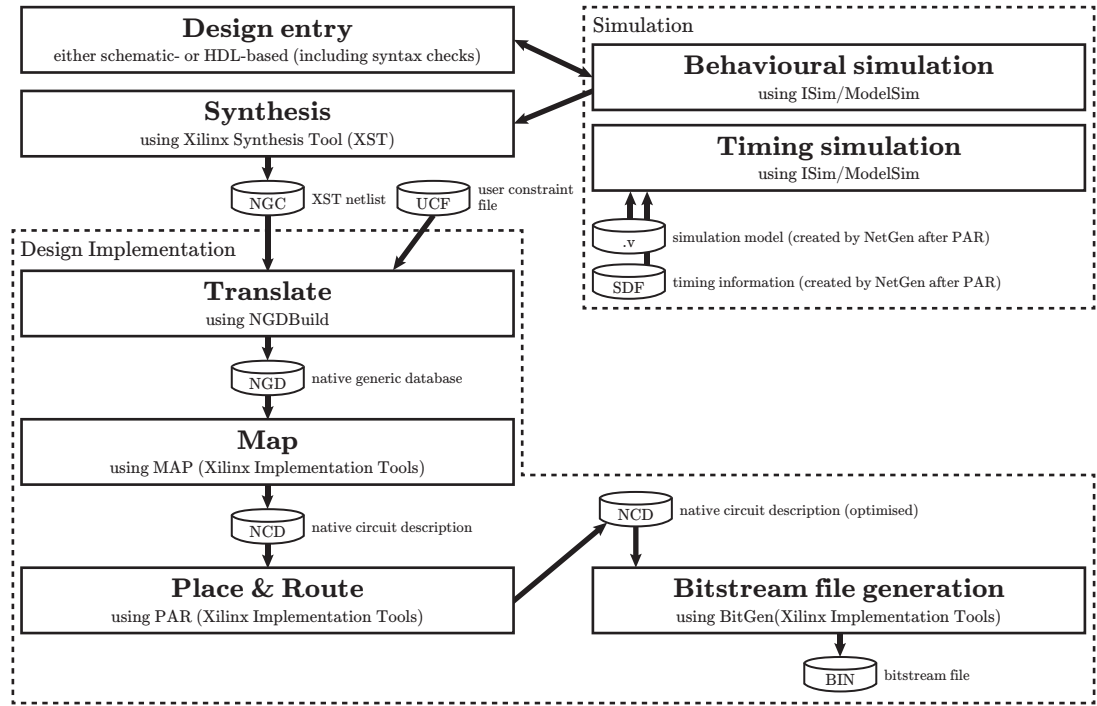 Design entry
either schematic- or HDL-based (including syntax checks)
Simulation
Behavioural simulation
using ISim/ModelSim
Synthesis
using Xilinx Synthesis Tool (XST)
Timing simulation
using ISim/ModelSim
NGC
XST netlist
UCF
user constraint
file
.v
simulation model (created by NetGen after PAR)
SDF
timing information (created by NetGen after PAR)
Design Implementation
Translate
using NGDBuild
NGD
native generic database
Map
using MAP (Xilinx Implementation Tools)
NCD
native circuit description
NCD
native circuit description (optimised)
Place & Route
using PAR (Xilinx Implementation Tools)
Bitstream file generation
using BitGen(Xilinx Implementation Tools)
BIN
bitstream file